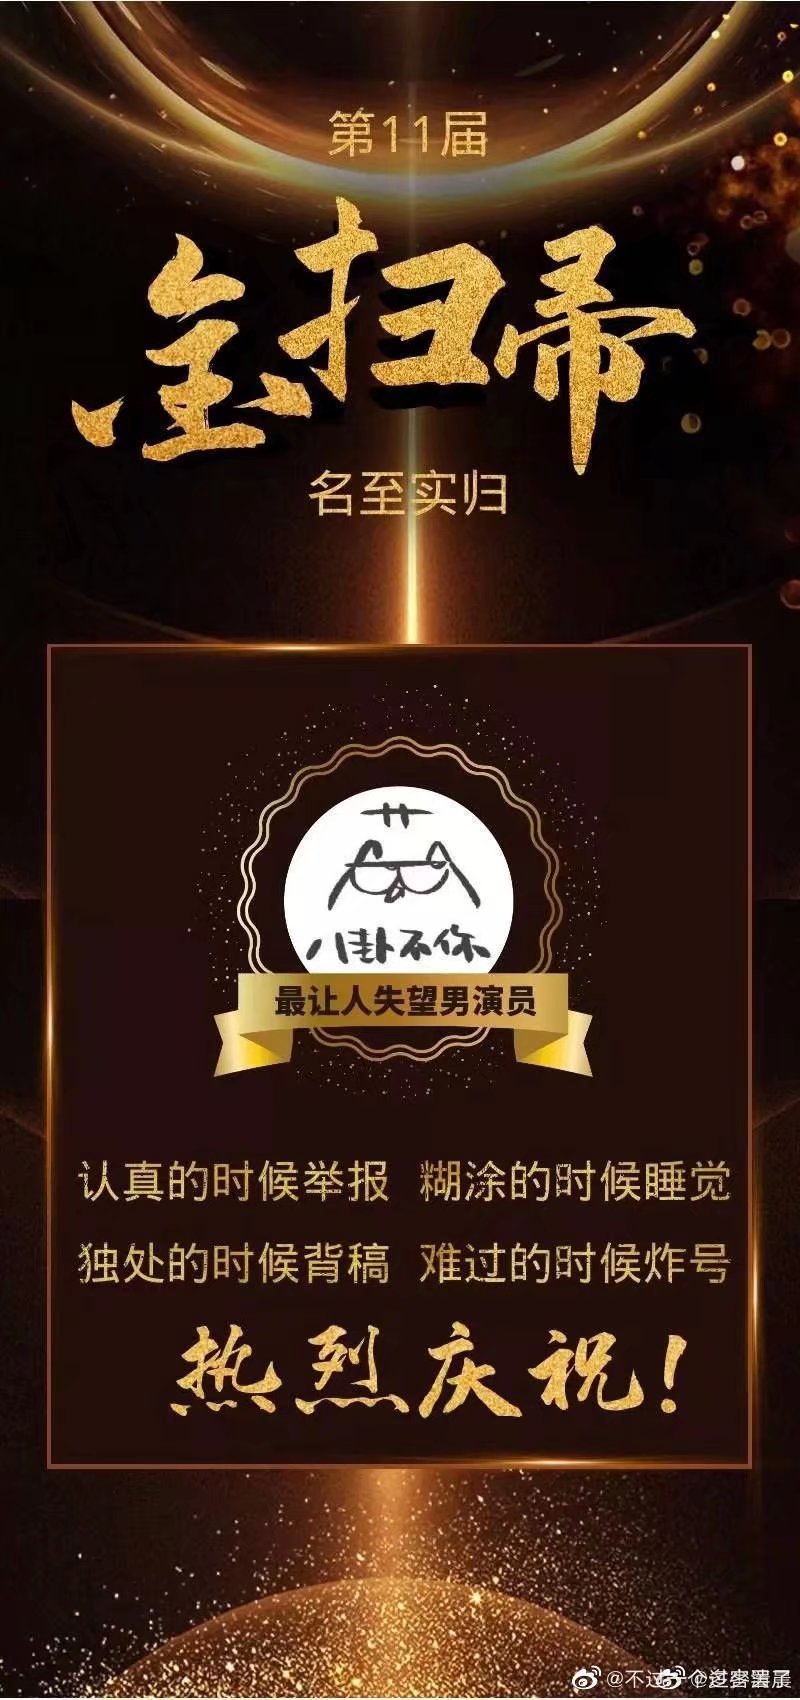 第11届
金扫帚
名至实归
艹
八卦不你
最让人失望男演员
认真的时候举报 糊涂的时候睡觉
独处的时候背稿 难过的时候炸号
热烈庆祝！